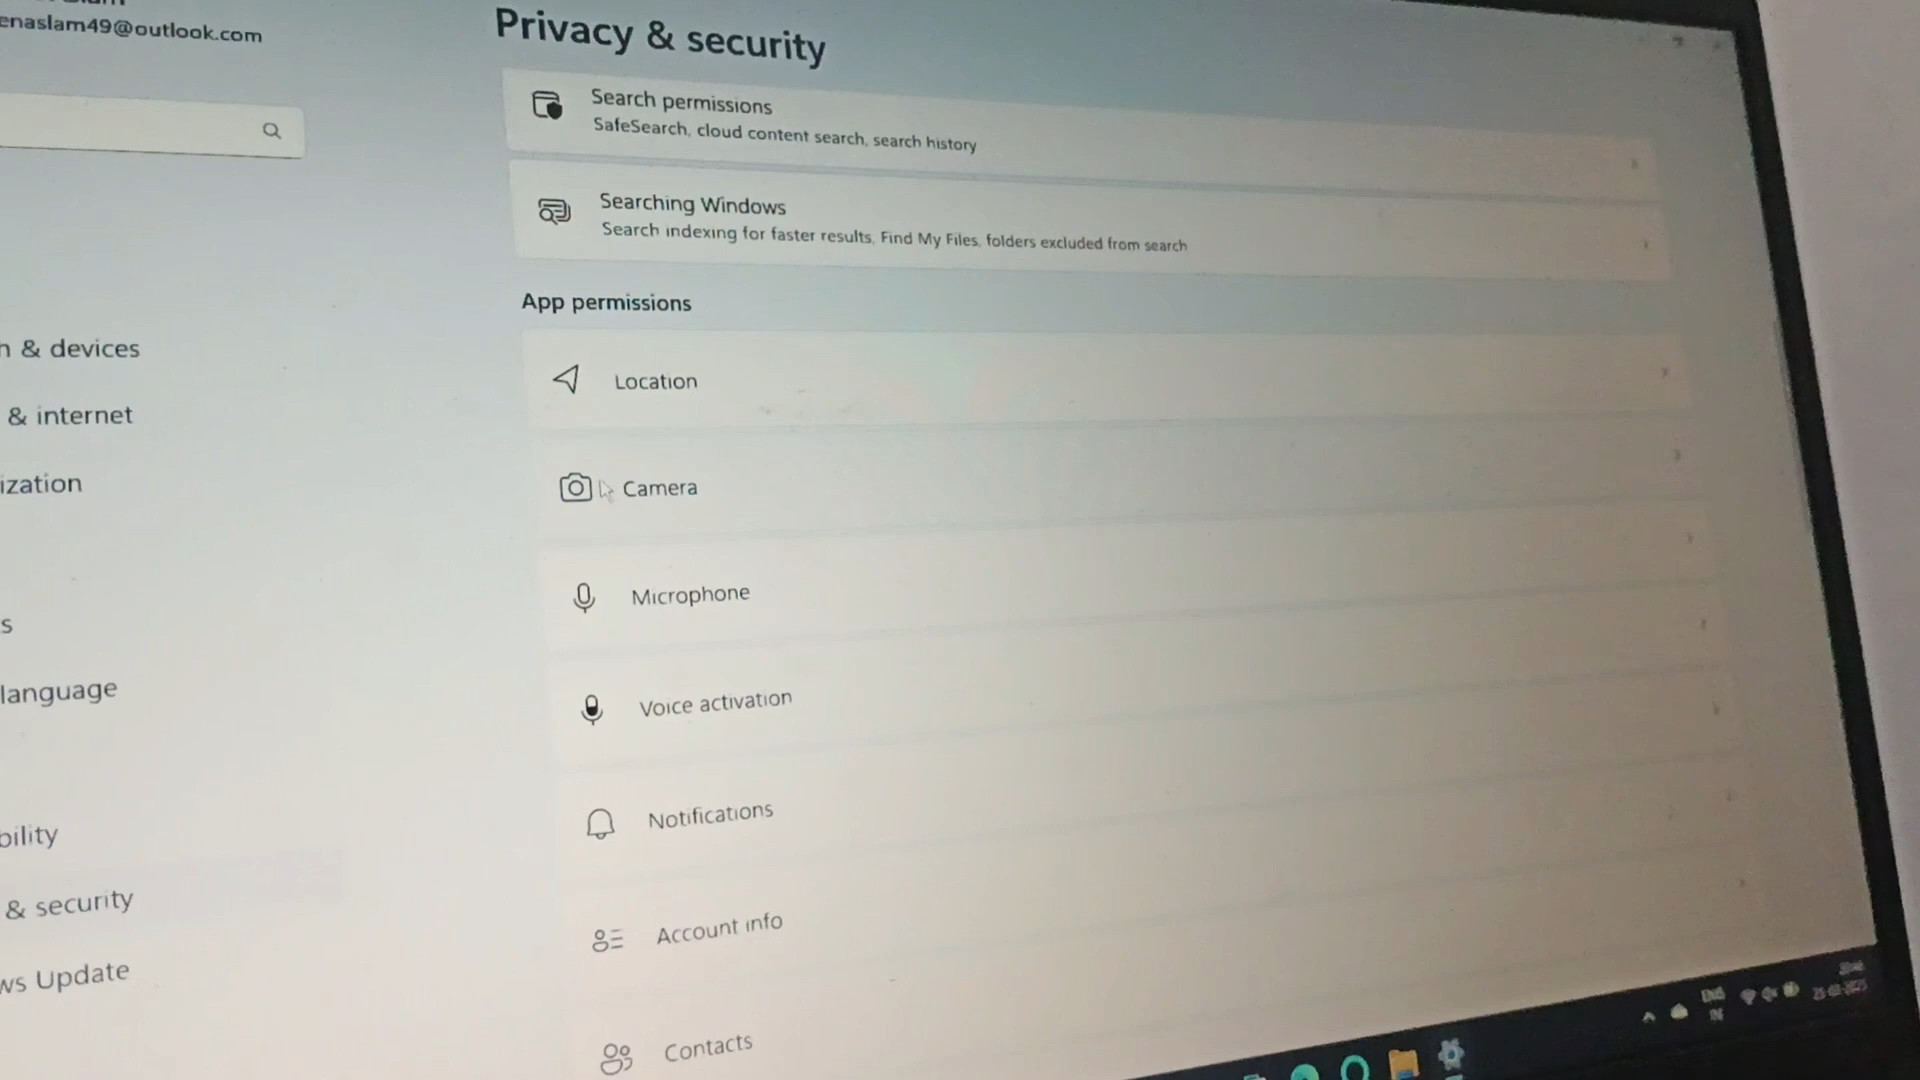 enaslam49@outlook.com
Privacy & security
Search permissions
SafeSearch, cloud content search, search history
Searching Windows
Search indexing for faster results, Find My Files, folders excluded from search
App permissions
Location
Camera
Microphone
Voice activation
Notifications
Account info
Contacts
h & devices
& internet
ization
s
language
bility
& security
ws Update
ENG
IN